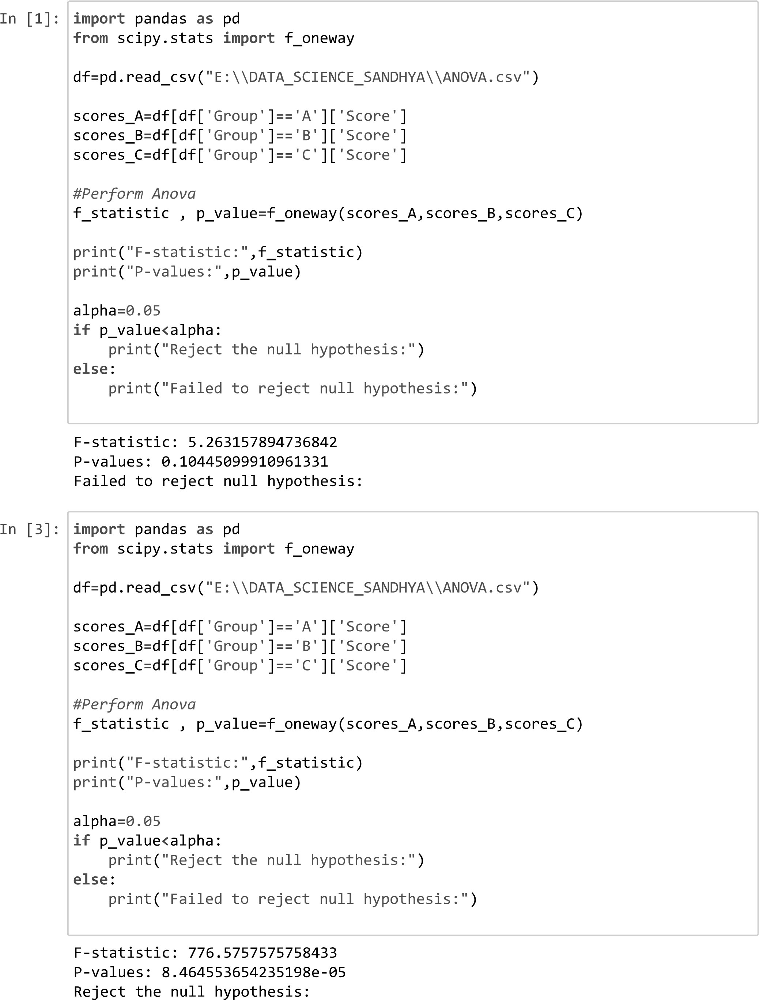 In [1]:
import pandas as pd
from scipy.stats import f_oneway
df=pd.read_csv("E:\\DATA_SCIENCE_SANDHYA\\ANOVA.csv")
scores_A=df[df['Group']=='A']['Score']
scores_B=df[df['Group']=='B']['Score']
scores_C=df[df['Group']=='C']['Score']
#Perform Anova
f_statistic , p_value=f_oneway(scores_A,scores_B,scores_C)
print("F-statistic:",f_statistic)
print("P-values:",p_value)
alpha=0.05
if p_value<alpha:
    print("Reject the null hypothesis:")
else:
    print("Failed to reject null hypothesis:")
F-statistic: 5.263157894736842
P-values: 0.10445099910961331
Failed to reject null hypothesis:
In [3]:
import pandas as pd
from scipy.stats import f_oneway
df=pd.read_csv("E:\\DATA_SCIENCE_SANDHYA\\ANOVA.csv")
scores_A=df[df['Group']=='A']['Score']
scores_B=df[df['Group']=='B']['Score']
scores_C=df[df['Group']=='C']['Score']
#Perform Anova
f_statistic , p_value=f_oneway(scores_A,scores_B,scores_C)
print("F-statistic:",f_statistic)
print("P-values:",p_value)
alpha=0.05
if p_value<alpha:
    print("Reject the null hypothesis:")
else:
    print("Failed to reject null hypothesis:")
F-statistic: 776.5757575758433
P-values: 8.464553654235198e-05
Reject the null hypothesis: